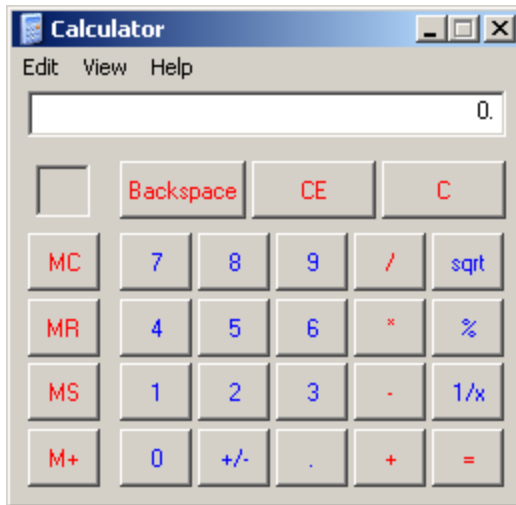 Calculator
Edit View Help
0.
Backspace CE C
MC 7 8 9 / sqrt
MR 4 5 6 * %
MS 1 2 3 - 1/x
M+ 0 +/- . + =